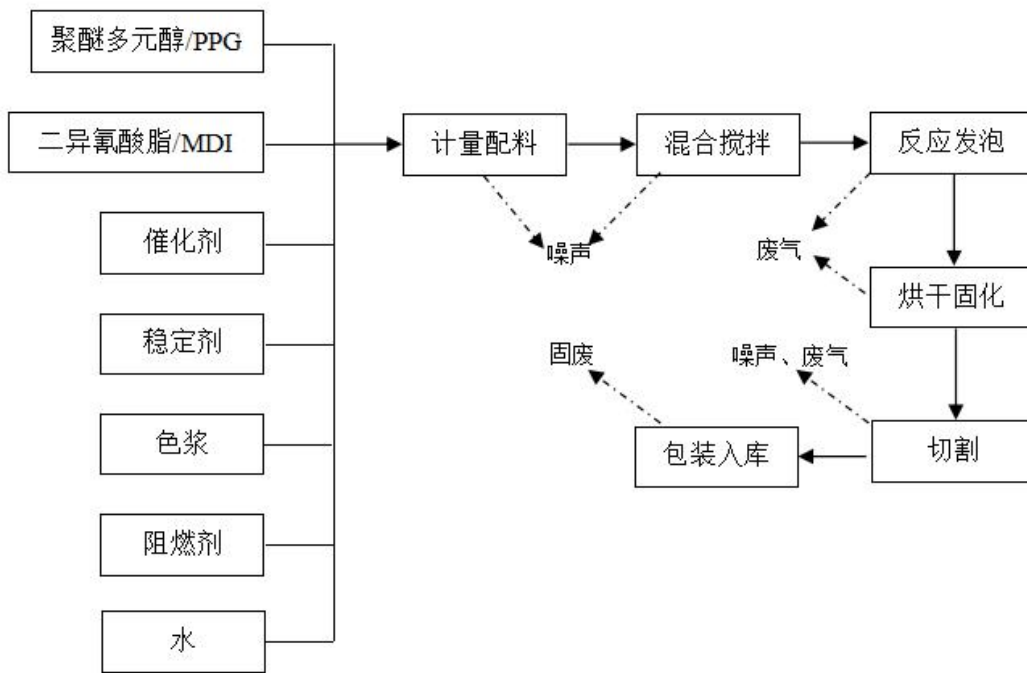 聚醚多元醇/PPG
二异氰酸脂/MDI
催化剂
稳定剂
色浆
阻燃剂
水
计量配料
混合搅拌
反应发泡
噪声
废气
烘干固化
固废
噪声、废气
包装入库
切割